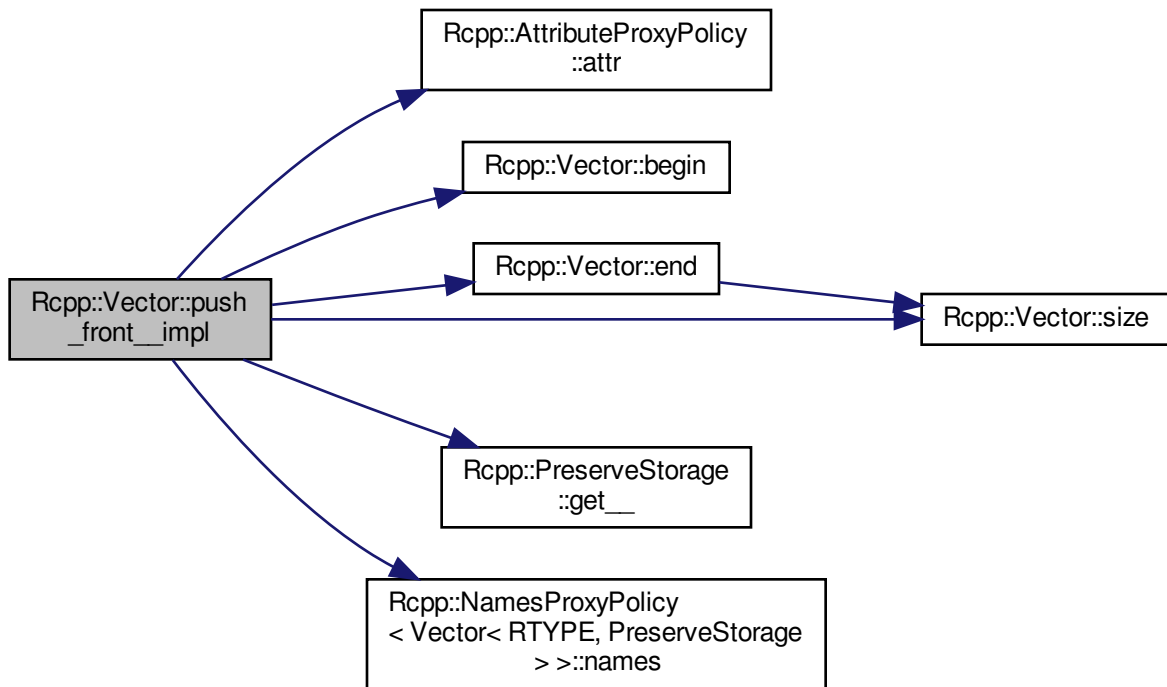 Rcpp::AttributeProxyPolicy
::attr
Rcpp::Vector::begin
Rcpp::Vector::end
Rcpp::Vector::push
_front__impl
Rcpp::Vector::size
Rcpp::PreserveStorage
::get__
Rcpp::NamesProxyPolicy
< Vector< RTYPE, PreserveStorage
> >::names